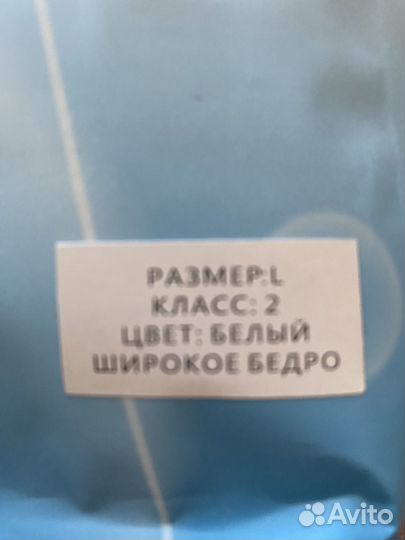 РАЗМЕР:L
КЛАСС: 2
ЦВЕТ: БЕЛЫЙ
ШИРОКОЕ БЕДРО
Avito